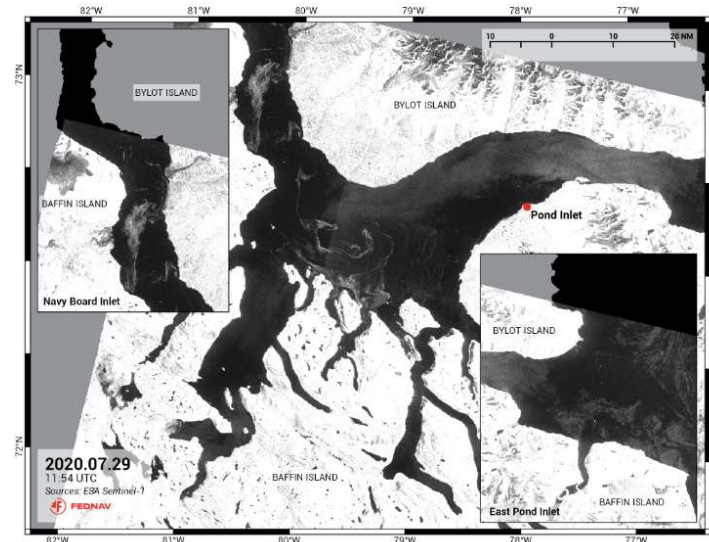 82°W
81°W
80°W
79°W
78°W
77°W
10
0
10
20 NM
73°N
73°N
BYLOT ISLAND
BYLOT ISLAND
BAFFIN ISLAND
Pond Inlet
Navy Board Inlet
BYLOT ISLAND
72°N
72°N
2020.07.29
11:54 UTC
Sources: ESA Sentinel-1
FEDNAV
BAFFIN ISLAND
BAFFIN ISLAND
East Pond Inlet
82°W
81°W
80°W
79°W
78°W
77°W